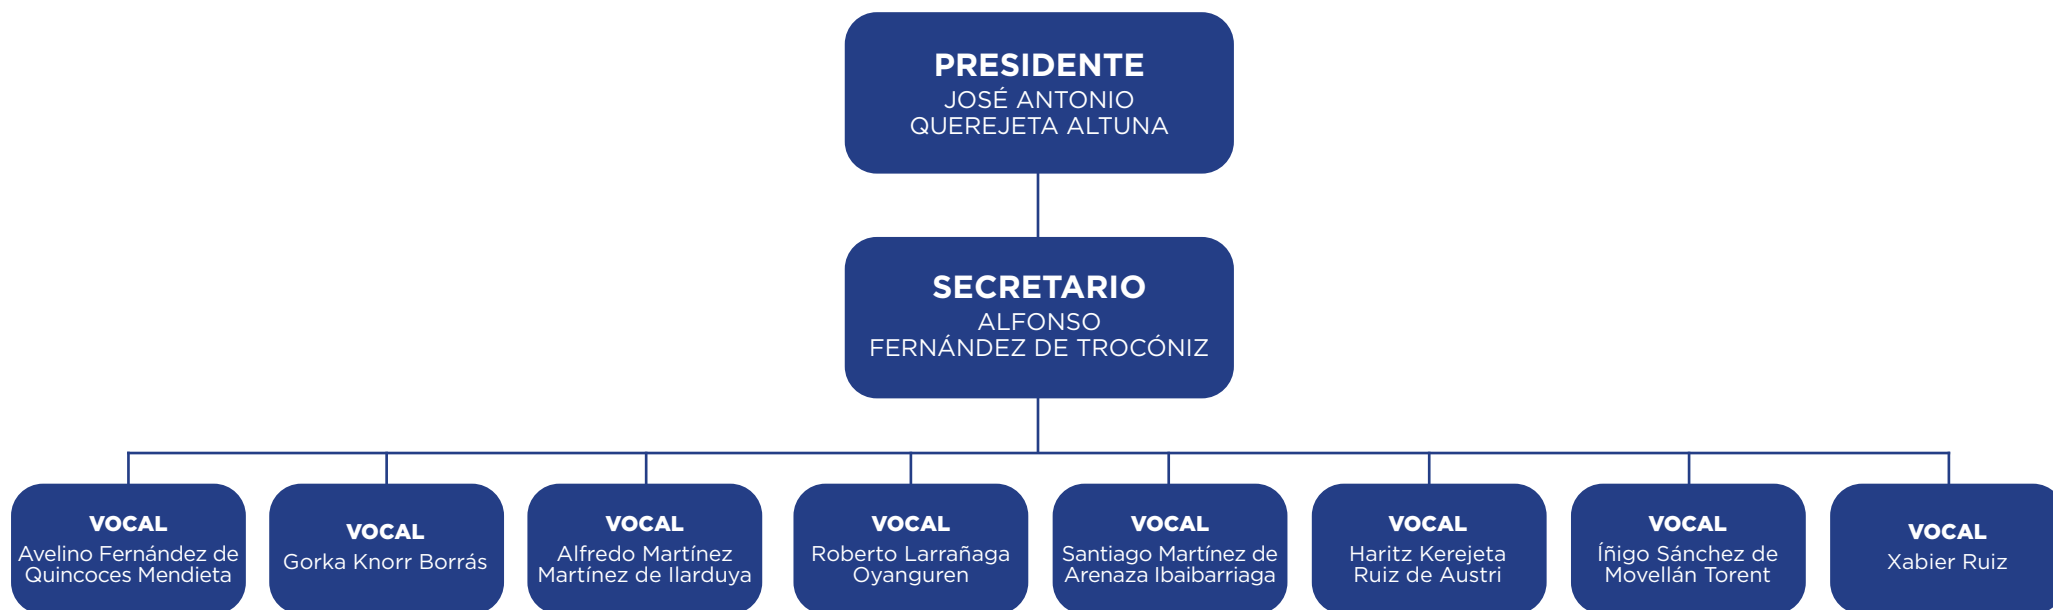 PRESIDENTE
JOSÉ ANTONIO
QUEREJETA ALTUNA
SECRETARIO
ALFONSO
FERNÁNDEZ DE TROCÓNIZ
VOCAL
Avelino Fernández de
Quincoces Mendieta
VOCAL
Gorka Knorr Borrás
VOCAL
Alfredo Martínez
Martínez de Ilarduya
VOCAL
Roberto Larrañaga
Oyanguren
VOCAL
Santiago Martínez de
Arenaza Ibaibarriaga
VOCAL
Haritz Kerejeta
Ruiz de Austri
VOCAL
Íñigo Sánchez de
Movellán Torent
VOCAL
Xabier Ruiz